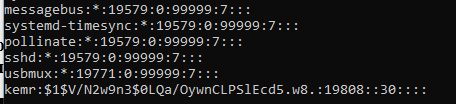 messagebus:*:19579:0:99999:7:::
systemd-timesync:*:19579:0:99999:7:::
pollinate:*:19579:0:99999:7:::
sshd:*:19579:0:99999:7:::
usbmux:*:19771:0:99999:7:::
kemr:$1$V/N2w9n3$0LQa/OywnCLPSlEcd5.w8.:19808::30::::